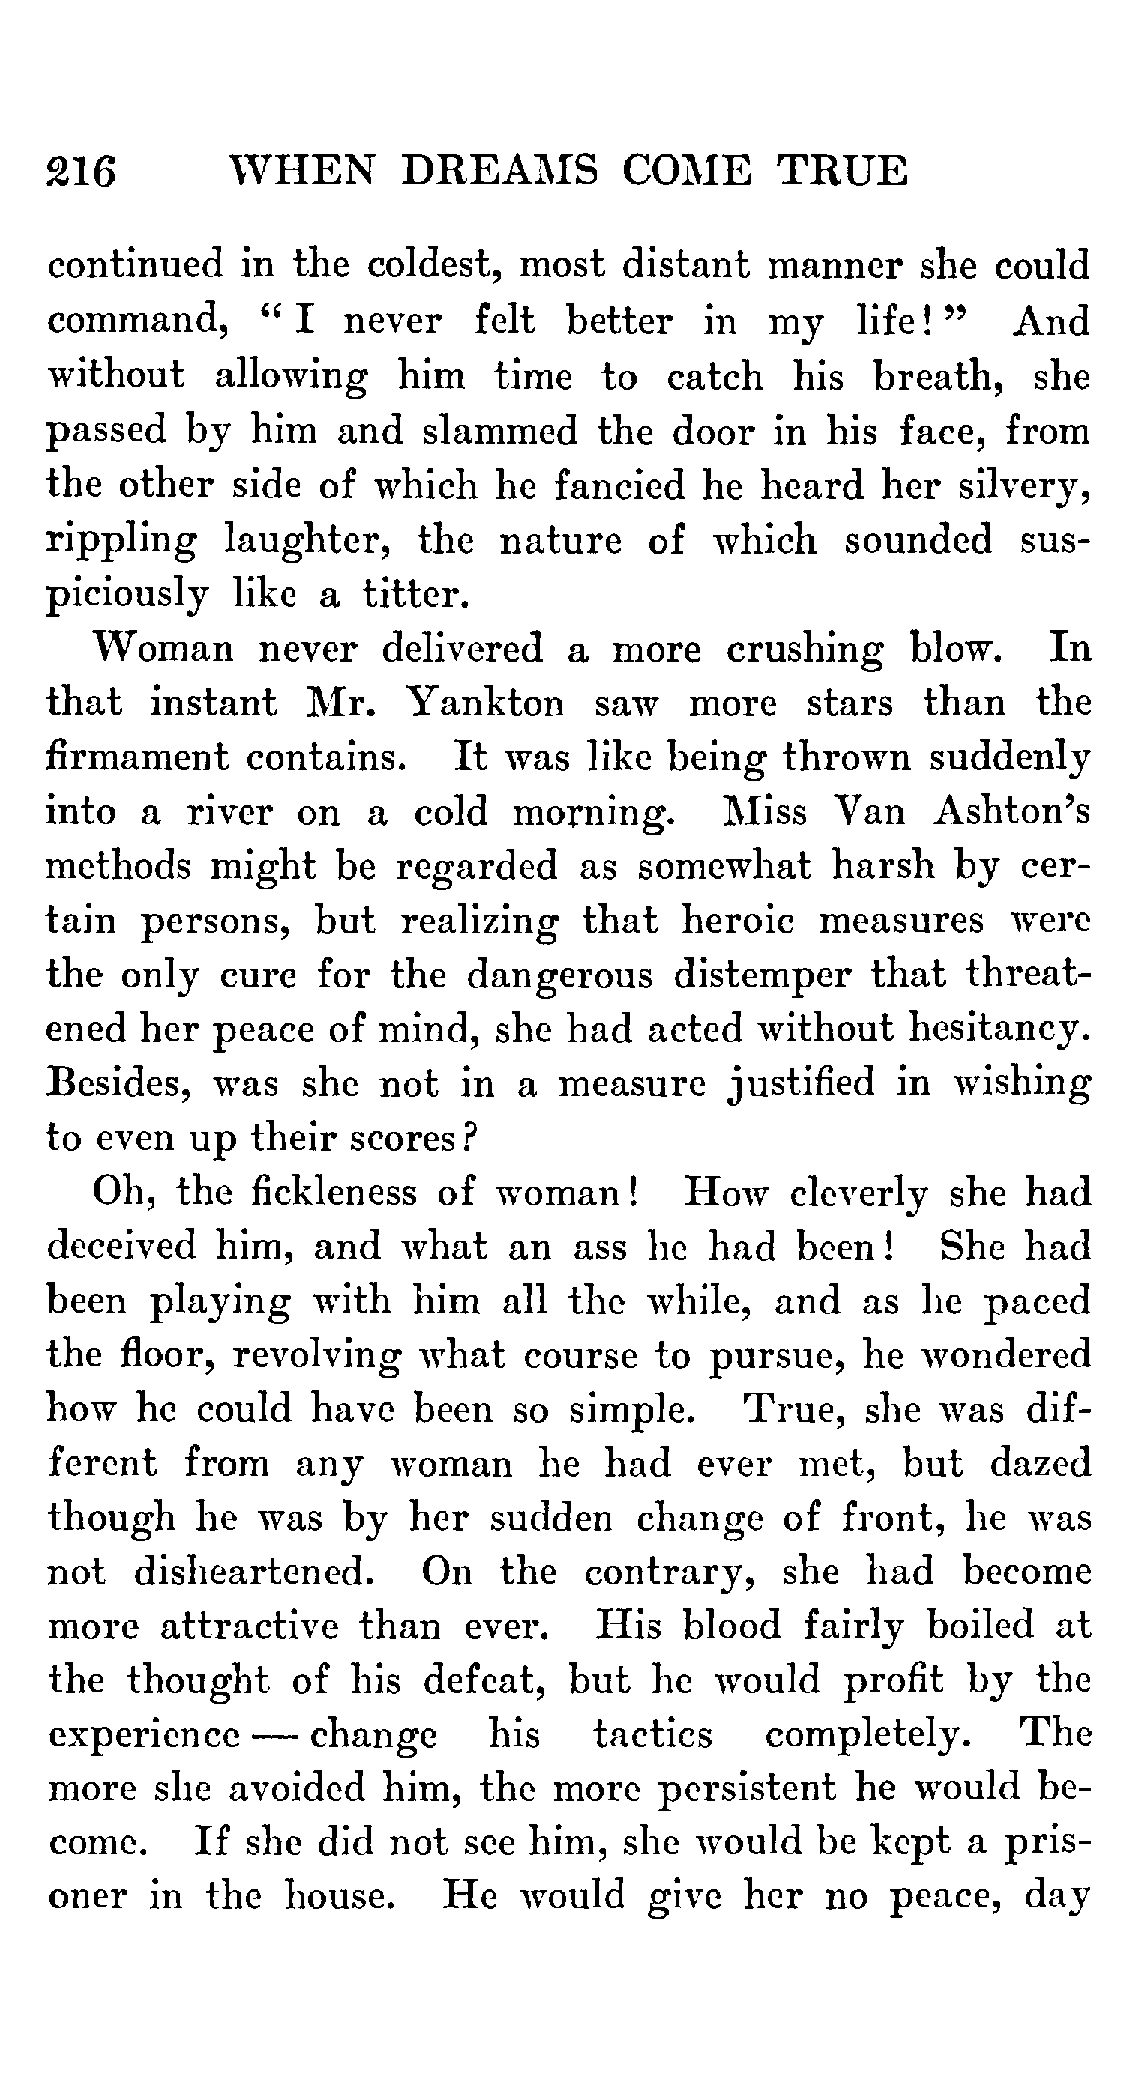 216 WHEN DREAMS COME TRUE
continued in the coldest, most distant manner she could
command, “ I never felt better in my life! ” And
without allowing him time to catch his breath, she
passed by him and slammed the door in his face, from
the other side of which he fancied he heard her silvery,
rippling laughter, the nature of which sounded sus-
piciously like a titter.
Woman never delivered a more crushing blow. In
that instant Mr. Yankton saw more stars than the
firmament contains. It was like being thrown suddenly
into a river on a cold morning. Miss Van Ashton’s
methods might be regarded as somewhat harsh by cer-
tain persons, but realizing that heroic measures were
the only cure for the dangerous distemper that threat-
ened her peace of mind, she had acted without hesitancy.
Besides, was she not in a measure justified in wishing
to even up their scores?
Oh, the fickleness of woman! How cleverly she had
deceived him, and what an ass he had been! She had
been playing with him all the while, and as he paced
the floor, revolving what course to pursue, he wondered
how he could have been so simple. True, she was dif-
ferent from any woman he had ever met, but dazed
though he was by her sudden change of front, he was
not disheartened. On the contrary, she had become
more attractive than ever. His blood fairly boiled at
the thought of his defeat, but he would profit by the
experience — change his tactics completely. The
more she avoided him, the more persistent he would be-
come. If she did not see him, she would be kept a pris-
oner in the house. He would give her no peace, day